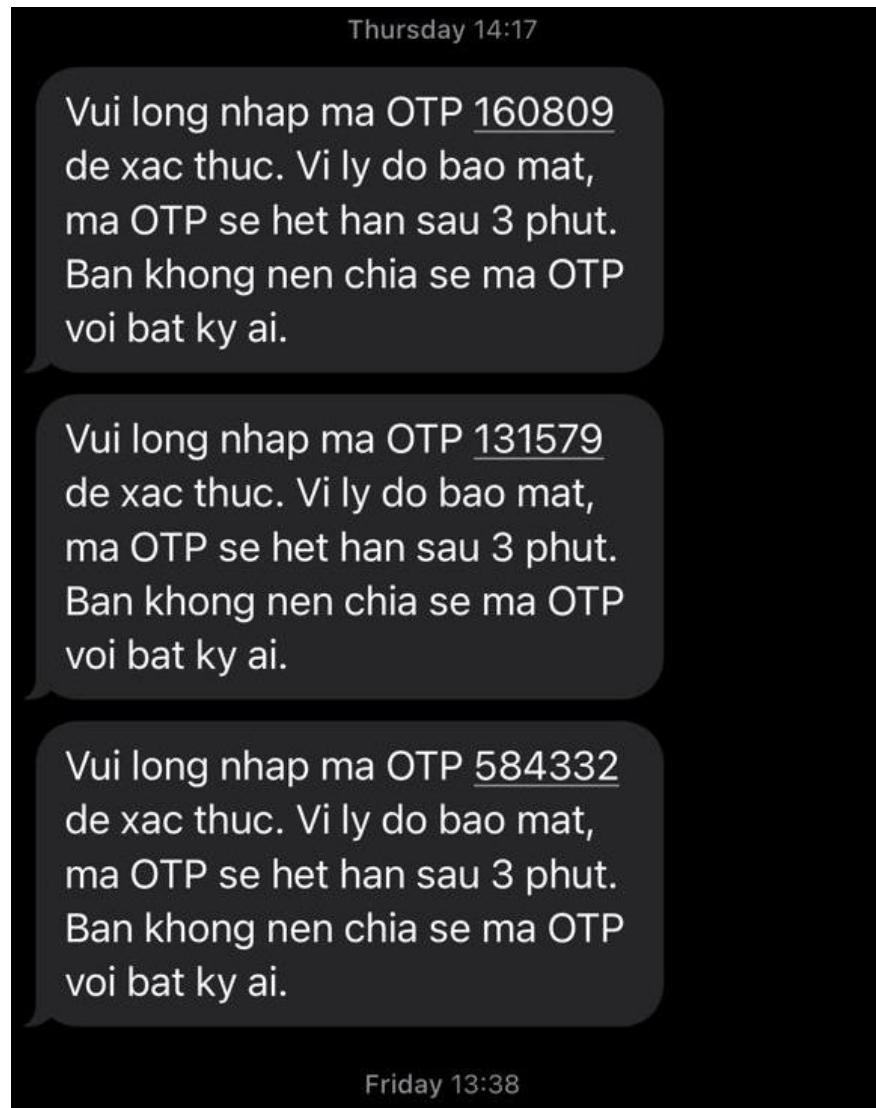 Thursday 14:17
Vui long nhap ma OTP 160809
de xac thuc. Vi ly do bao mat,
ma OTP se het han sau 3 phut.
Ban khong nen chia se ma OTP
voi bat ky ai.
Vui long nhap ma OTP 131579
de xac thuc. Vi ly do bao mat,
ma OTP se het han sau 3 phut.
Ban khong nen chia se ma OTP
voi bat ky ai.
Vui long nhap ma OTP 584332
de xac thuc. Vi ly do bao mat,
ma OTP se het han sau 3 phut.
Ban khong nen chia se ma OTP
voi bat ky ai.
Friday 13:38